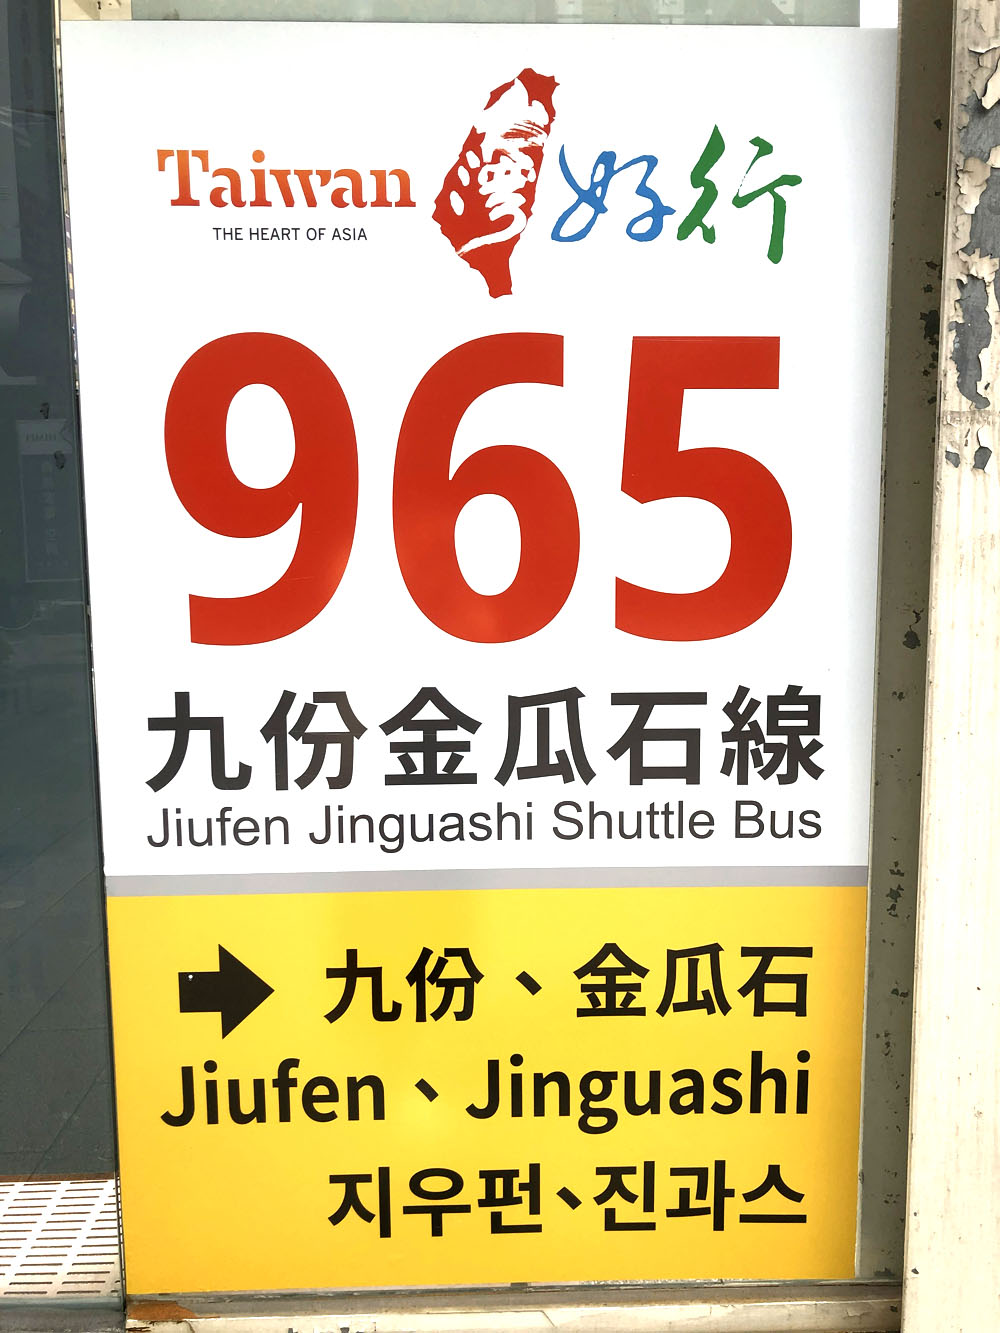 Taiwan
THE HEART OF ASIA
台灣好行
965
九份金瓜石線
Jiufen Jinguashi Shuttle Bus
九份、金瓜石
Jiufen、Jinguashi
지우펀、진과스